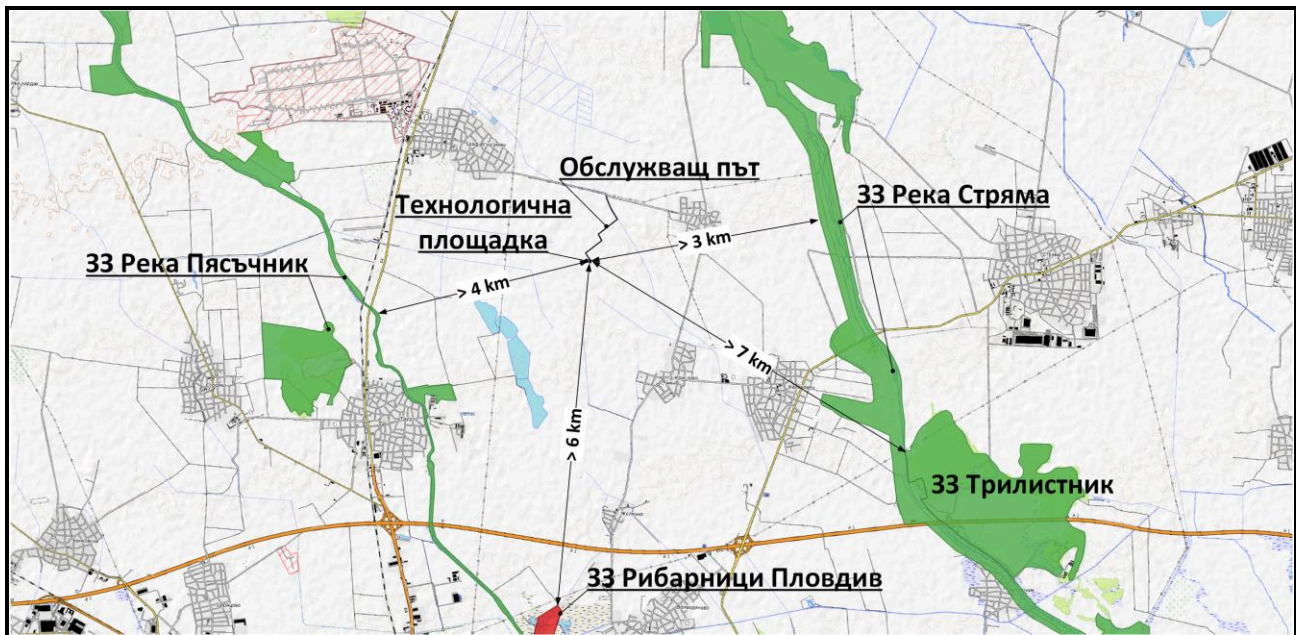 Обслужващ път
Технологична
площадка
ЗЗ Река Стряма
> 3 km
ЗЗ Река Пясъчник
> 4 km
> 7 km
> 6 km
ЗЗ Трилистник
ЗЗ Рибарници Пловдив